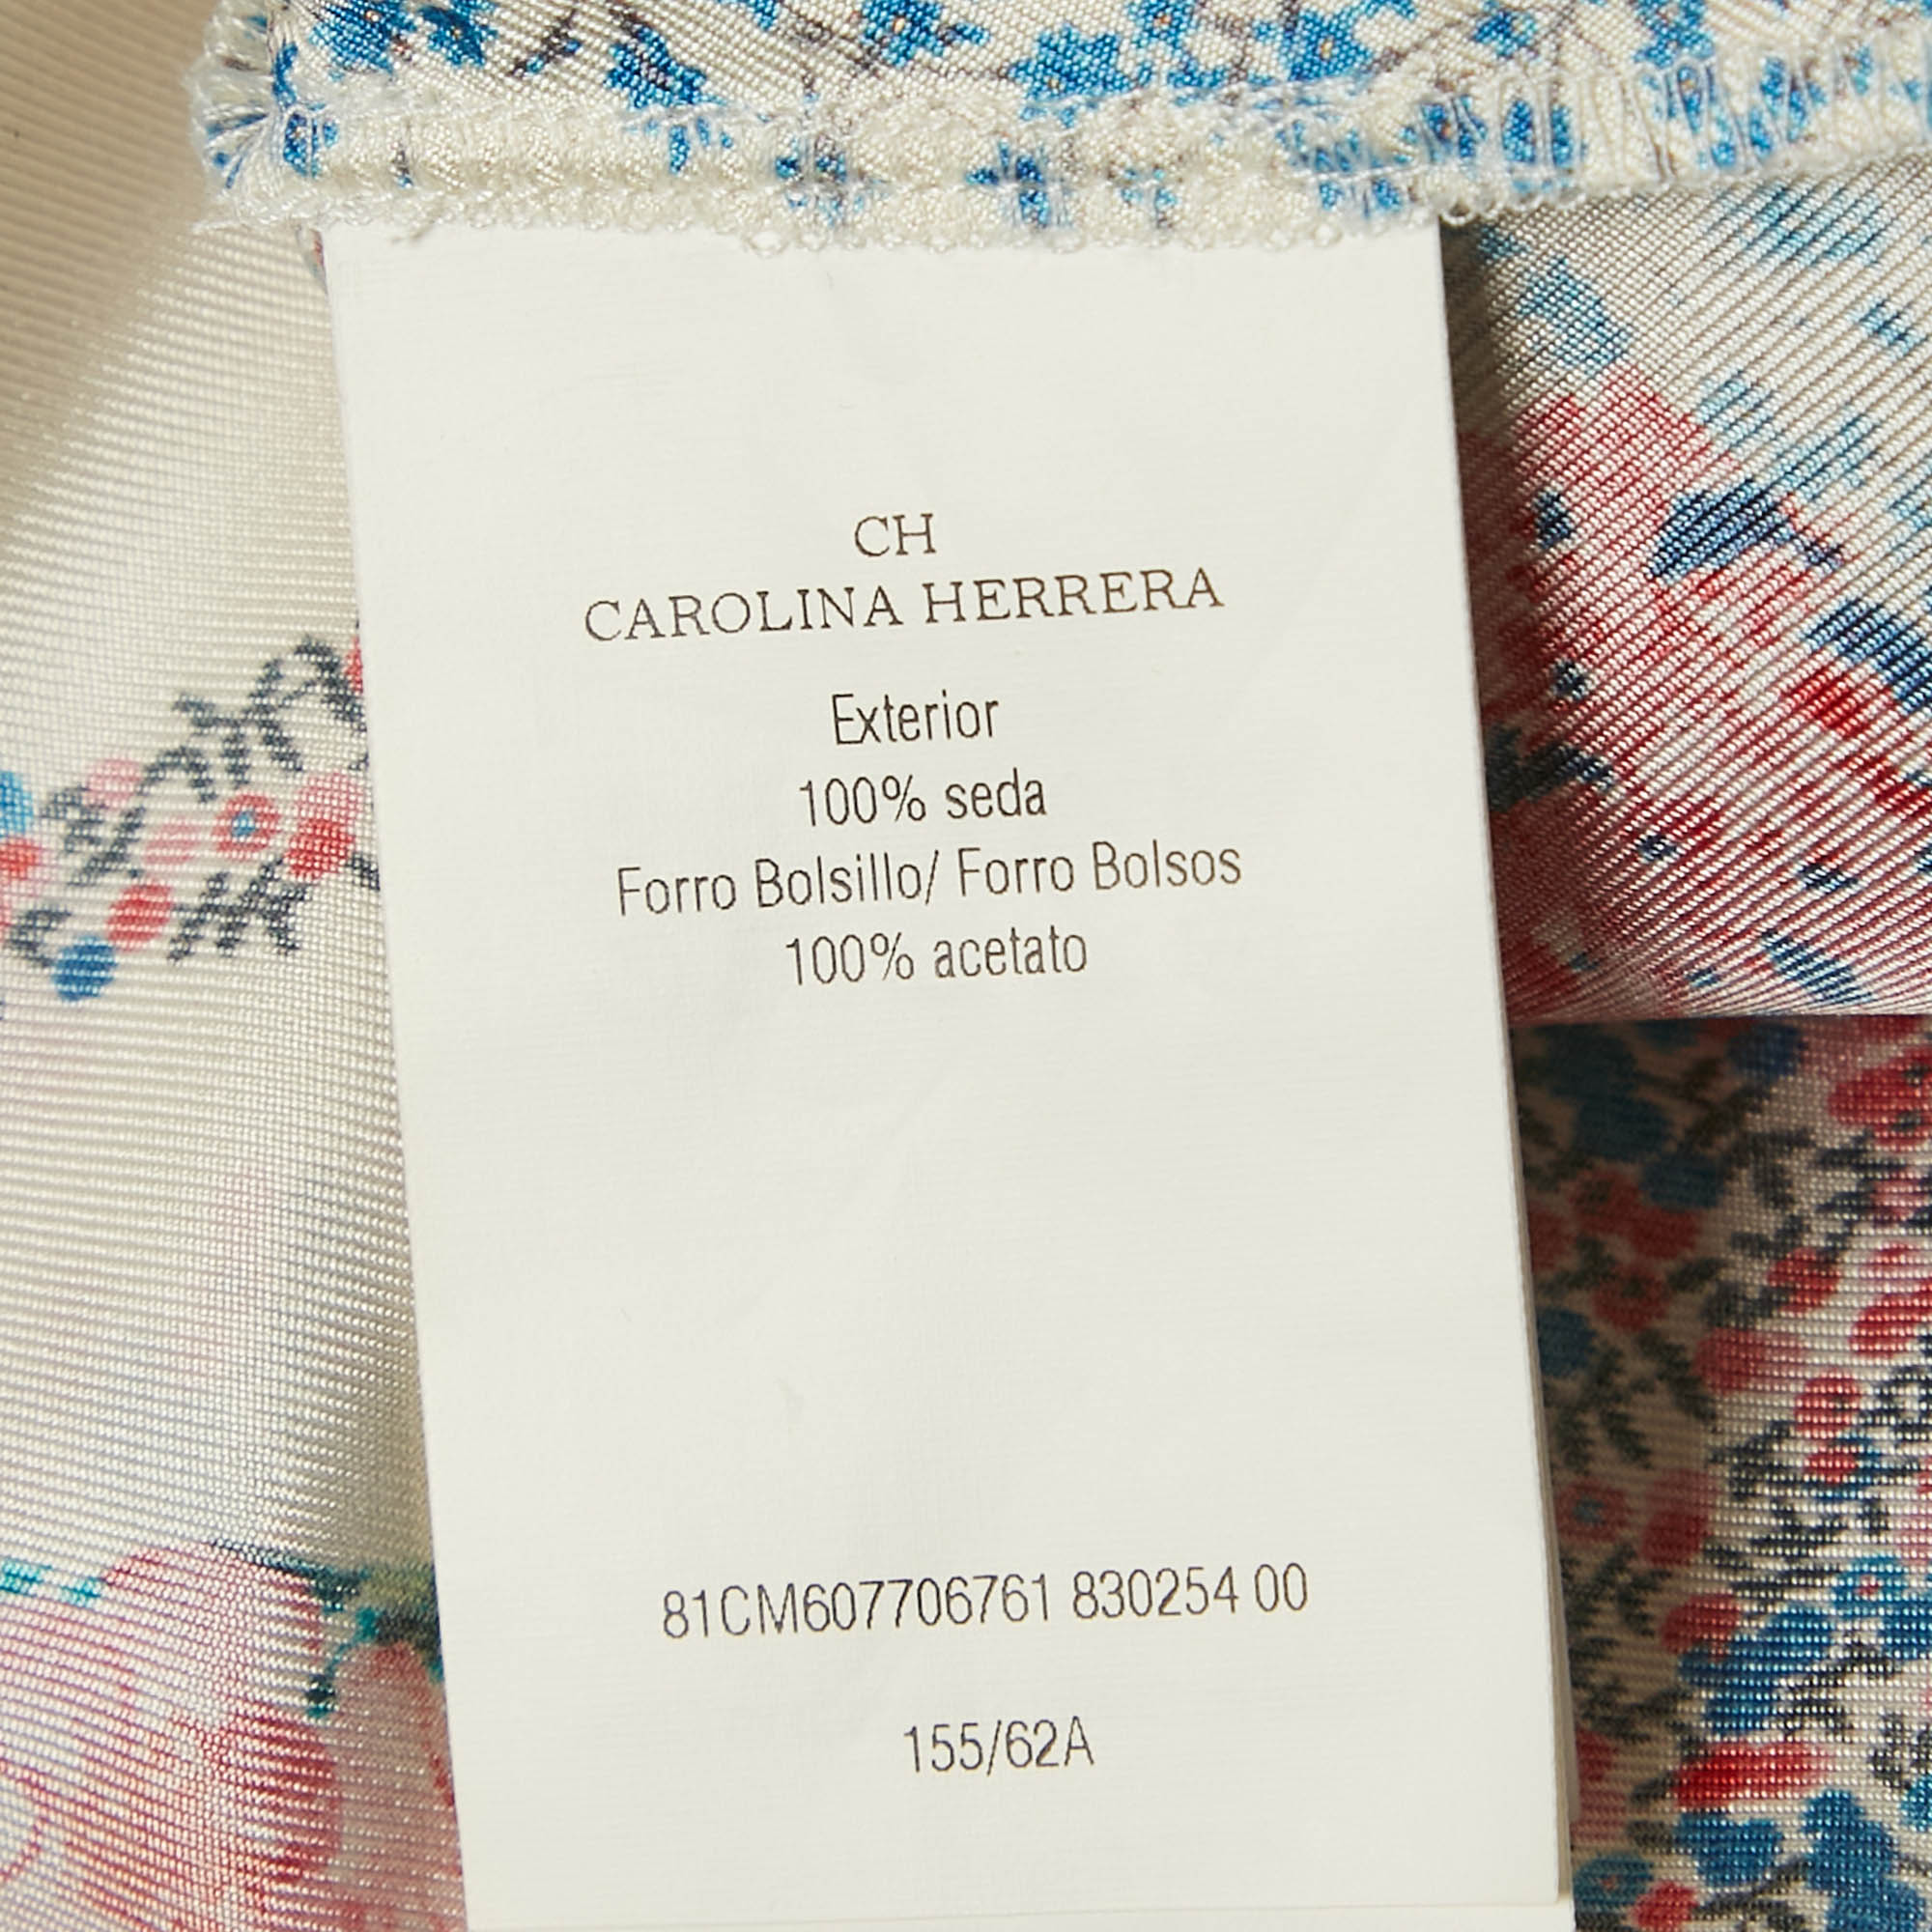 CH
CAROLINA HERRERA
Exterior
100% seda
Forro Bolsillo/ Forro Bolsos
100% acetato
81CM607706761 830254 00
155/62A